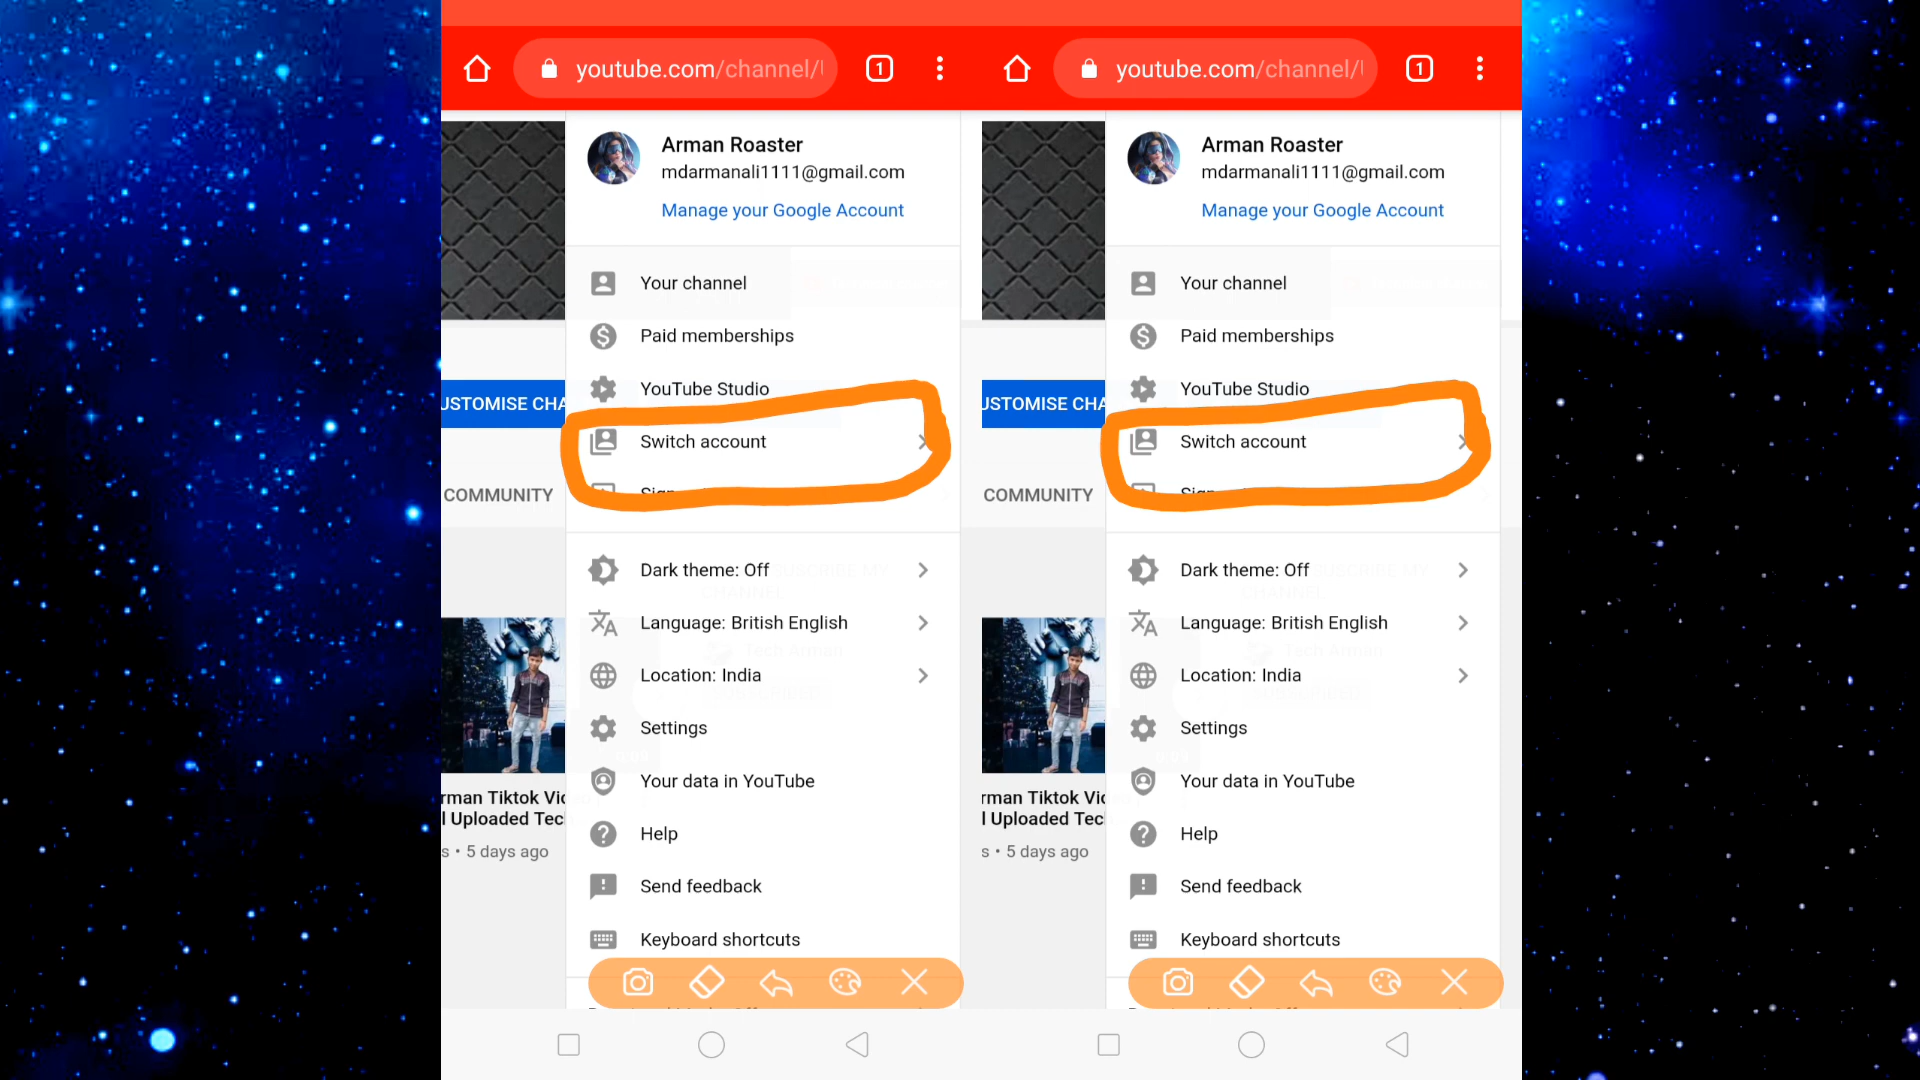 youtube.com/channel/
1
Arman Roaster
mdarmanali1111@gmail.com
Manage your Google Account
Your channel
Paid memberships
YouTube Studio
USTOMISE CHA
Switch account
COMMUNITY
Dark theme: Off
Language: British English
Location: India
Settings
Your data in YouTube
rman Tiktok Vid
l Uploaded Tec
s • 5 days ago
Help
Send feedback
Keyboard shortcuts
youtube.com/channel/
1
Arman Roaster
mdarmanali1111@gmail.com
Manage your Google Account
Your channel
Paid memberships
YouTube Studio
USTOMISE CHA
Switch account
COMMUNITY
Dark theme: Off
Language: British English
Location: India
Settings
Your data in YouTube
rman Tiktok Vid
l Uploaded Tec
s • 5 days ago
Help
Send feedback
Keyboard shortcuts